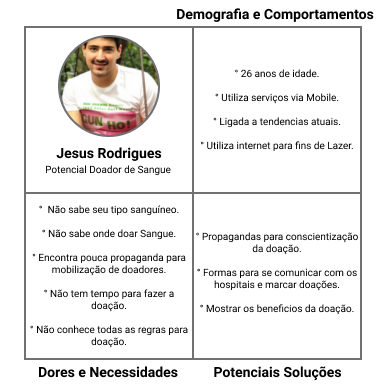 Demografia e Comportamentos
GUN HO!
Jesus Rodrigues
Potencial Doador de Sangue
° 26 anos de idade.
° Utiliza serviços via Mobile.
° Ligada a tendencias atuais.
° Utiliza internet para fins de Lazer.
° Não sabe seu tipo sanguíneo.
° Não sabe onde doar Sangue.
° Encontra pouca propaganda para
mobilização de doadores.
° Não tem tempo para fazer a
doação.
° Não conhece todas as regras para
doação.
° Propagandas para conscientização
da doação.
° Formas para se comunicar com os
hospitais e marcar doações.
° Mostrar os beneficios da doação.
Dores e Necessidades
Potenciais Soluções